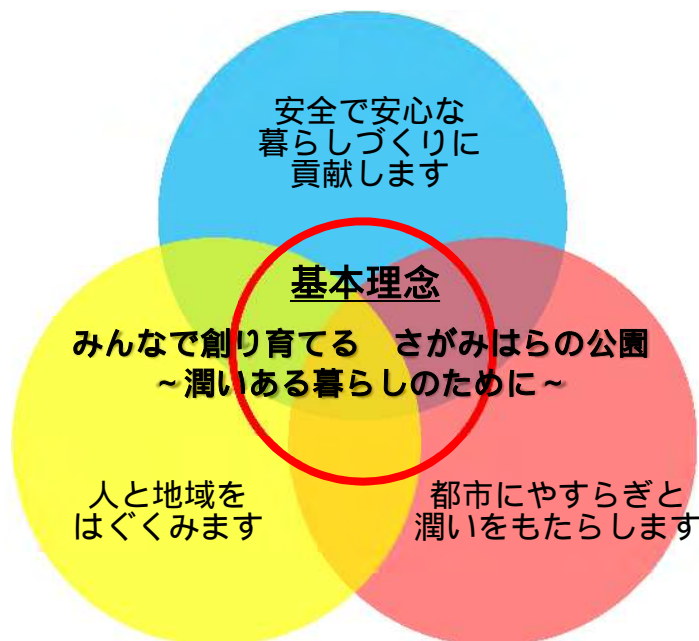 安全で安心な
暮らしづくりに
貢献します
基本理念
みんなで創り育てる　さがみはらの公園
～潤いある暮らしのために～
人と地域を
はぐくみます
都市にやすらぎと
潤いをもたらします